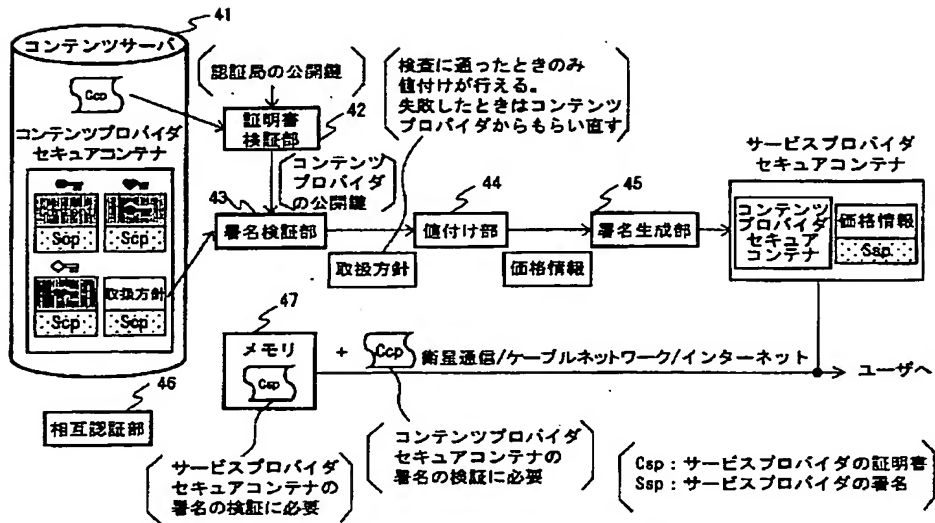 41
コンテンツサーバ
Ccp
コンテンツプロバイダ
セキュアコンテナ
Scp
Scp
取扱方針
Scp
Scp
認証局の公開鍵
証明書
検証部
42
コンテンツ
プロバイダ
の公開鍵
検査に通ったときのみ
値付けが行える。
失敗したときはコンテンツ
プロバイダからもらい直す
43
署名検証部
取扱方針
44
値付け部
価格情報
45
署名生成部
サービスプロバイダ
セキュアコンテナ
コンテンツ
プロバイダ
セキュア
コンテナ
価格情報
Ssp
46
相互認証部
47
メモリ
Csp
+
Ccp
衛星通信/ケーブルネットワーク/インターネット
ユーザへ
サービスプロバイダ
セキュアコンテナの
署名の検証に必要
コンテンツプロバイダ
セキュアコンテナの
署名の検証に必要
Csp：サービスプロバイダの証明書
Ssp：サービスプロバイダの署名